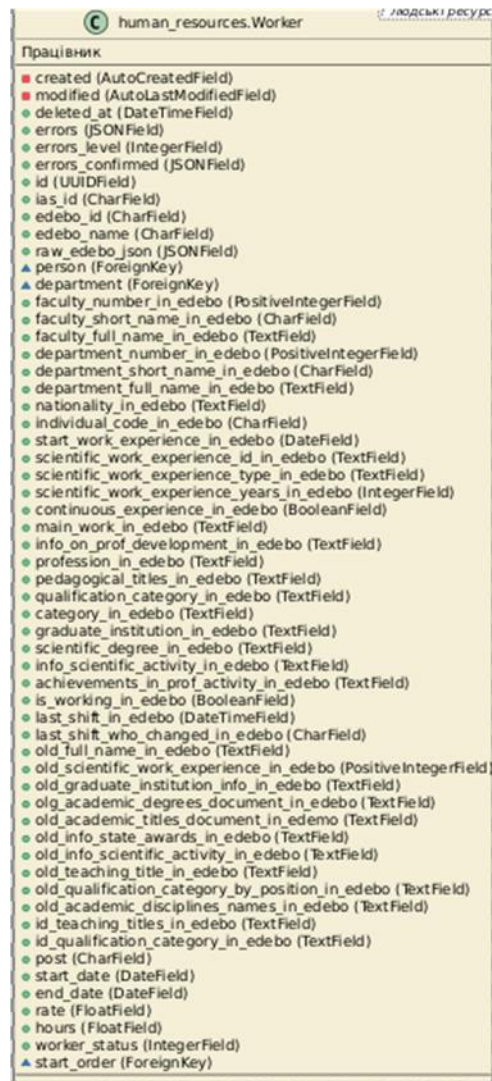 C human_resources.Worker
Людські ресурс
Працівник
created (AutoCreatedField)
modified (AutoLastModifiedField)
deleted_at (DateTimeField)
errors (JSONField)
errors_level (IntegerField)
errors_confirmed (JSONField)
id (UUIDField)
ias_id (CharField)
edebo_id (CharField)
edebo_name (CharField)
raw_edebo_json (JSONField)
person (ForeignKey)
department (ForeignKey)
faculty_number_in_edebo (PositiveIntegerField)
faculty_short_name_in_edebo (CharField)
faculty_full_name_in_edebo (TextField)
department_number_in_edebo (PositiveIntegerField)
department_short_name_in_edebo (CharField)
department_full_name_in_edebo (TextField)
nationality_in_edebo (TextField)
individual_code_in_edebo (CharField)
start_work_experience_in_edebo (DateField)
scientific_work_experience_id_in_edebo (TextField)
scientific_work_experience_type_in_edebo (TextField)
scientific_work_experience_years_in_edebo (IntegerField)
continuous_experience_in_edebo (BooleanField)
main_work_in_edebo (TextField)
info_on_prof_development_in_edebo (TextField)
profession_in_edebo (TextField)
pedagogical_titles_in_edebo (TextField)
qualification_category_in_edebo (TextField)
category_in_edebo (TextField)
graduate_institution_in_edebo (TextField)
scientific_degree_in_edebo (TextField)
info_scientific_activity_in_edebo (TextField)
achievements_in_prof_activity_in_edebo (TextField)
is_working_in_edebo (BooleanField)
last_shift_in_edebo (DateTimeField)
last_shift_who_changed_in_edebo (CharField)
old_full_name_in_edebo (TextField)
old_scientific_work_experience_in_edebo (PositiveIntegerField)
old_graduate_institution_info_in_edebo (TextField)
olg_academic_degrees_document_in_edebo (TextField)
old_academic_titles_document_in_edemo (TextField)
old_info_state_awards_in_edebo (TextField)
old_info_scientific_activity_in_edebo (TextField)
old_teaching_title_in_edebo (TextField)
old_qualification_category_by_position_in_edebo (TextField)
old_academic_disciplines_names_in_edebo (TextField)
id_teaching_titles_in_edebo (TextField)
id_qualification_category_in_edebo (TextField)
post (CharField)
start_date (DateField)
end_date (DateField)
rate (FloatField)
hours (FloatField)
worker_status (IntegerField)
start_order (ForeignKey)